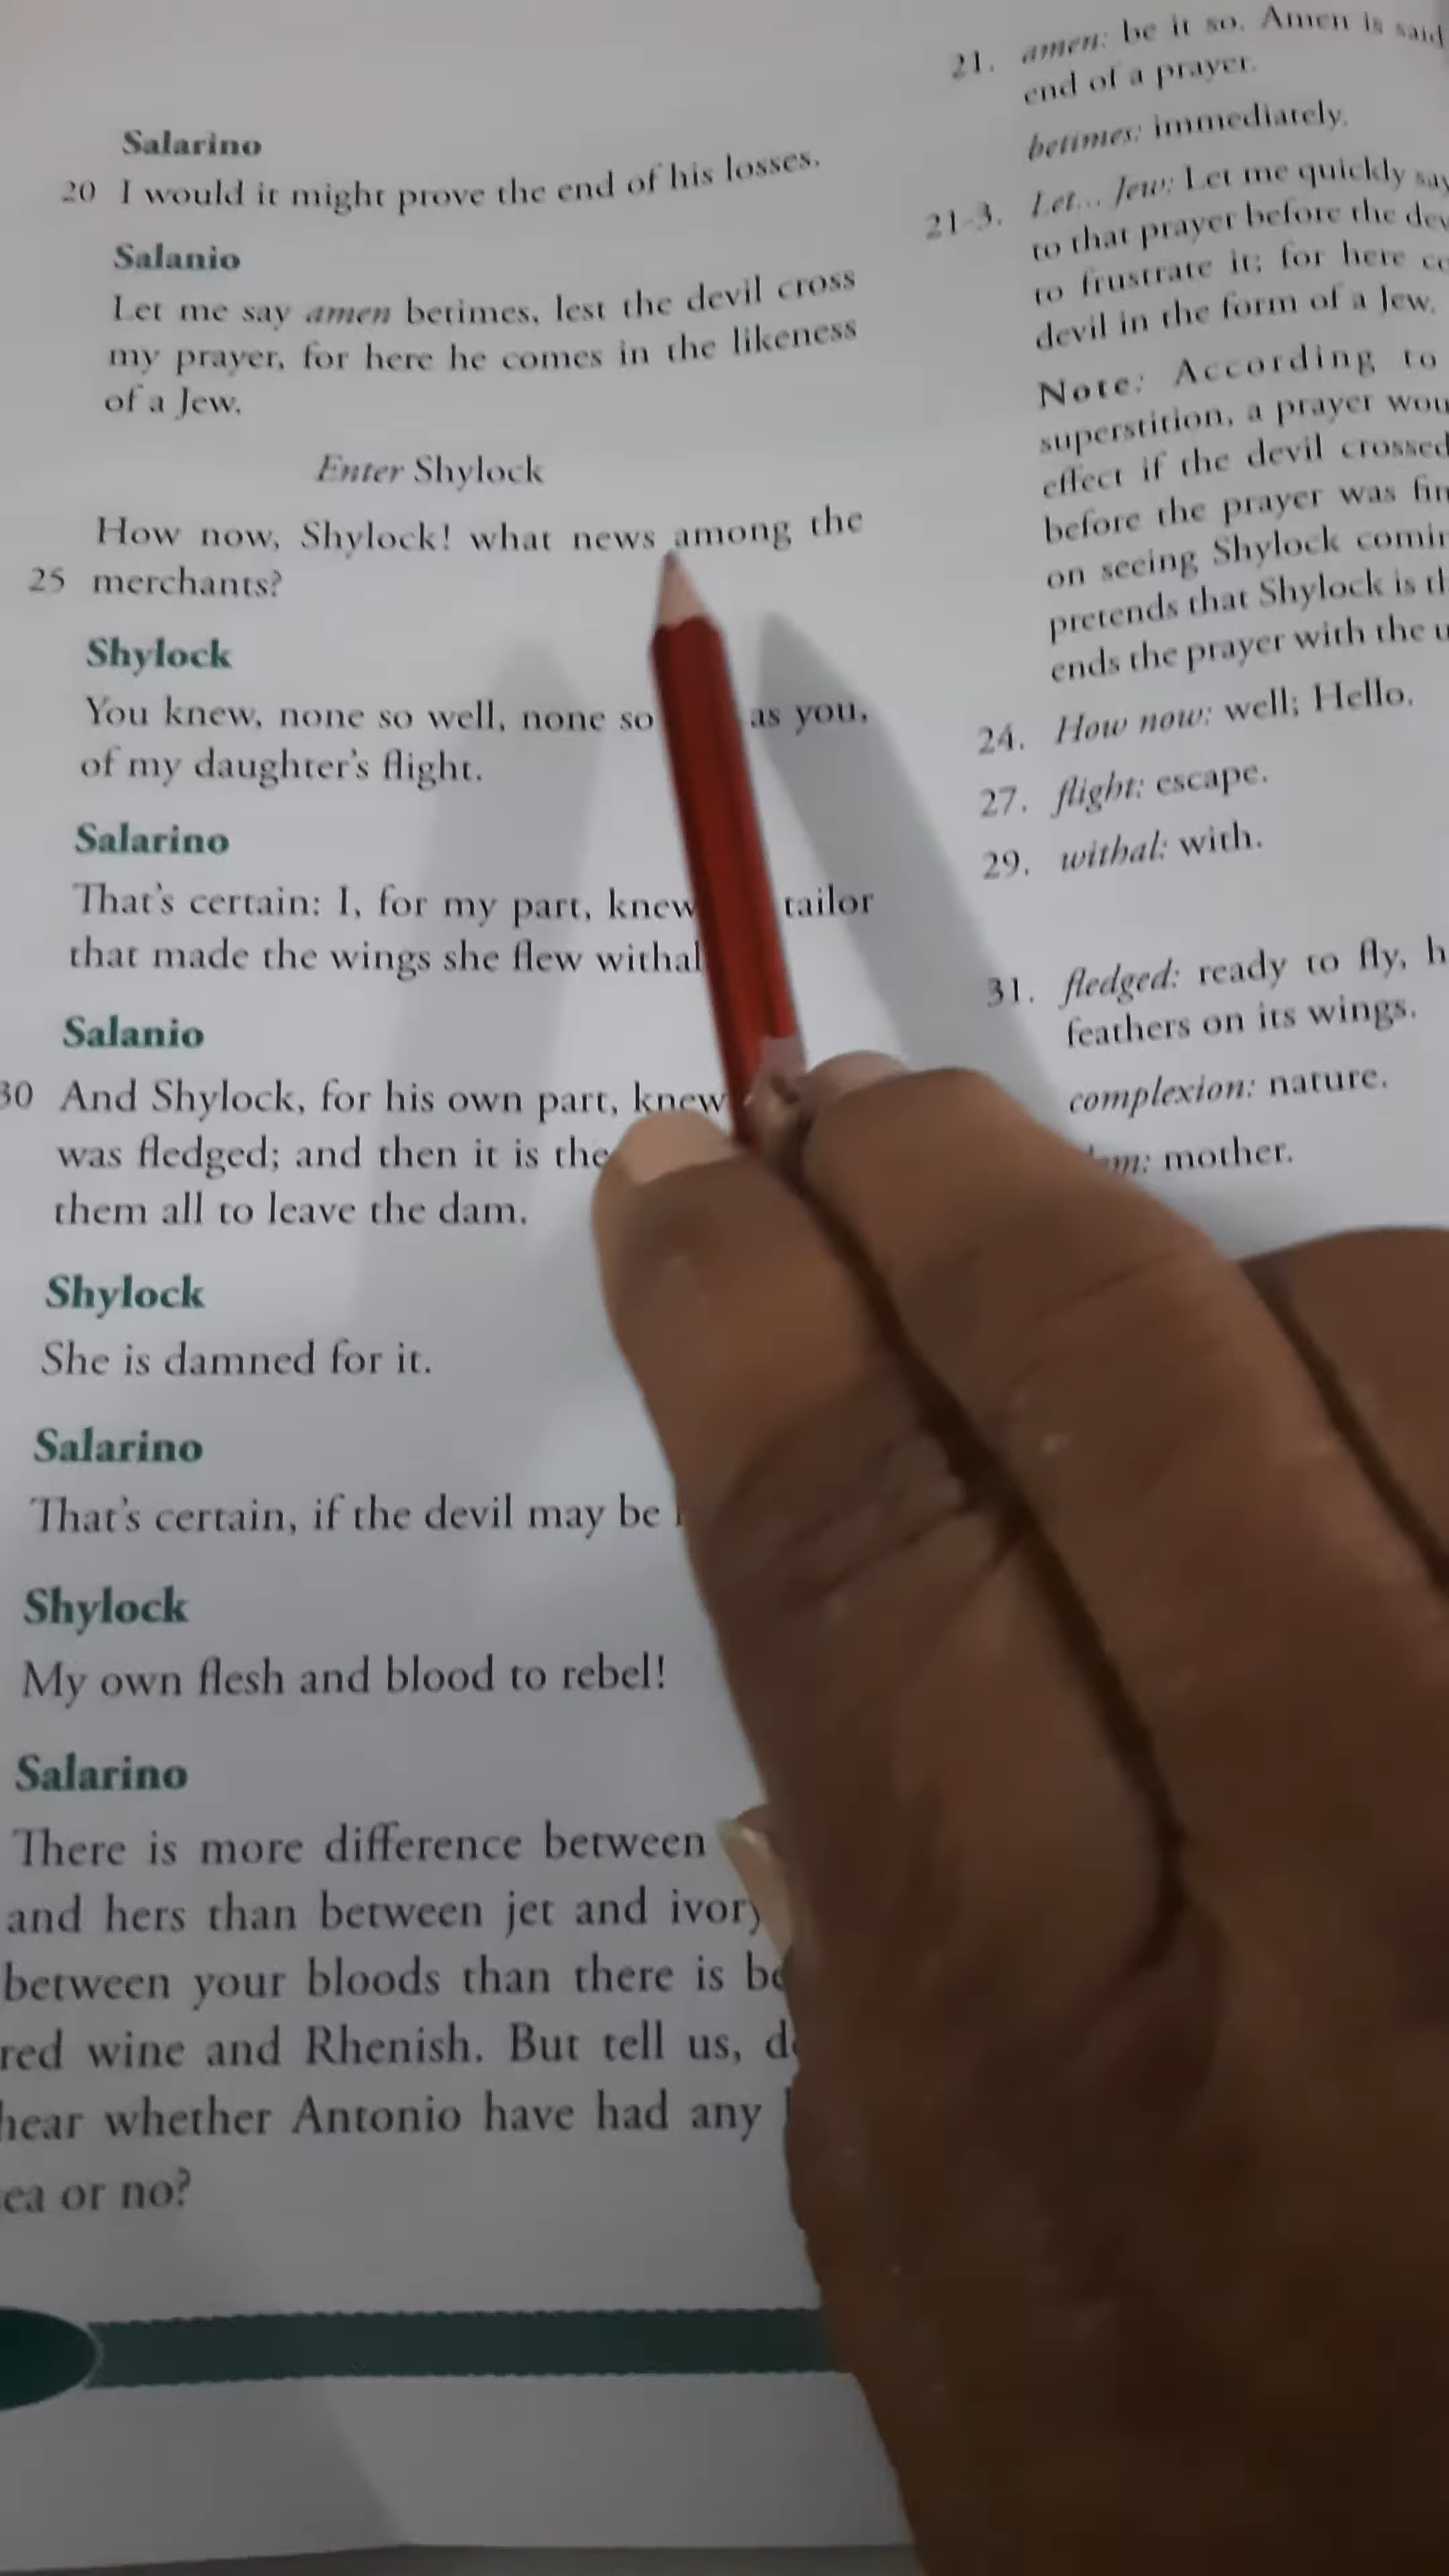 Salarino
20 I would it might prove the end of his losses.
Salanio
Let me say amen betimes, lest the devil cross
my prayer, for here he comes in the likeness
of a Jew.
Enter Shylock
How now, Shylock! what news among the
25 merchants?
Shylock
You knew, none so well, none so as you,
of my daughter's flight.
Salarino
That's certain: I, for my part, knew tailor
that made the wings she flew withal
Salanio
30 And Shylock, for his own part, knew
was fledged; and then it is the
them all to leave the dam.
Shylock
She is damned for it.
Salarino
That's certain, if the devil may be
Shylock
My own flesh and blood to rebel!
Salarino
There is more difference between
and hers than between jet and ivory
between your bloods than there is
red wine and Rhenish. But tell us,
hear whether Antonio have had any
or no?
21. amen: be it so. Amen is said
end of a prayer.
betimes: immediately.
21-3. Let... Jew: Let me quickly say
to that prayer before the
to frustrate it; for here
devil in the form of a Jew.
Note: According to
superstition, a prayer
effect if the devil crossed
before the prayer was
on seeing Shylock
pretends that Shylock is
ends the prayer with the
24. How now: well; Hello.
27. flight: escape.
29. withal: with.
31. fledged: ready to fly,
feathers on its wings.
complexion: nature.
mother.